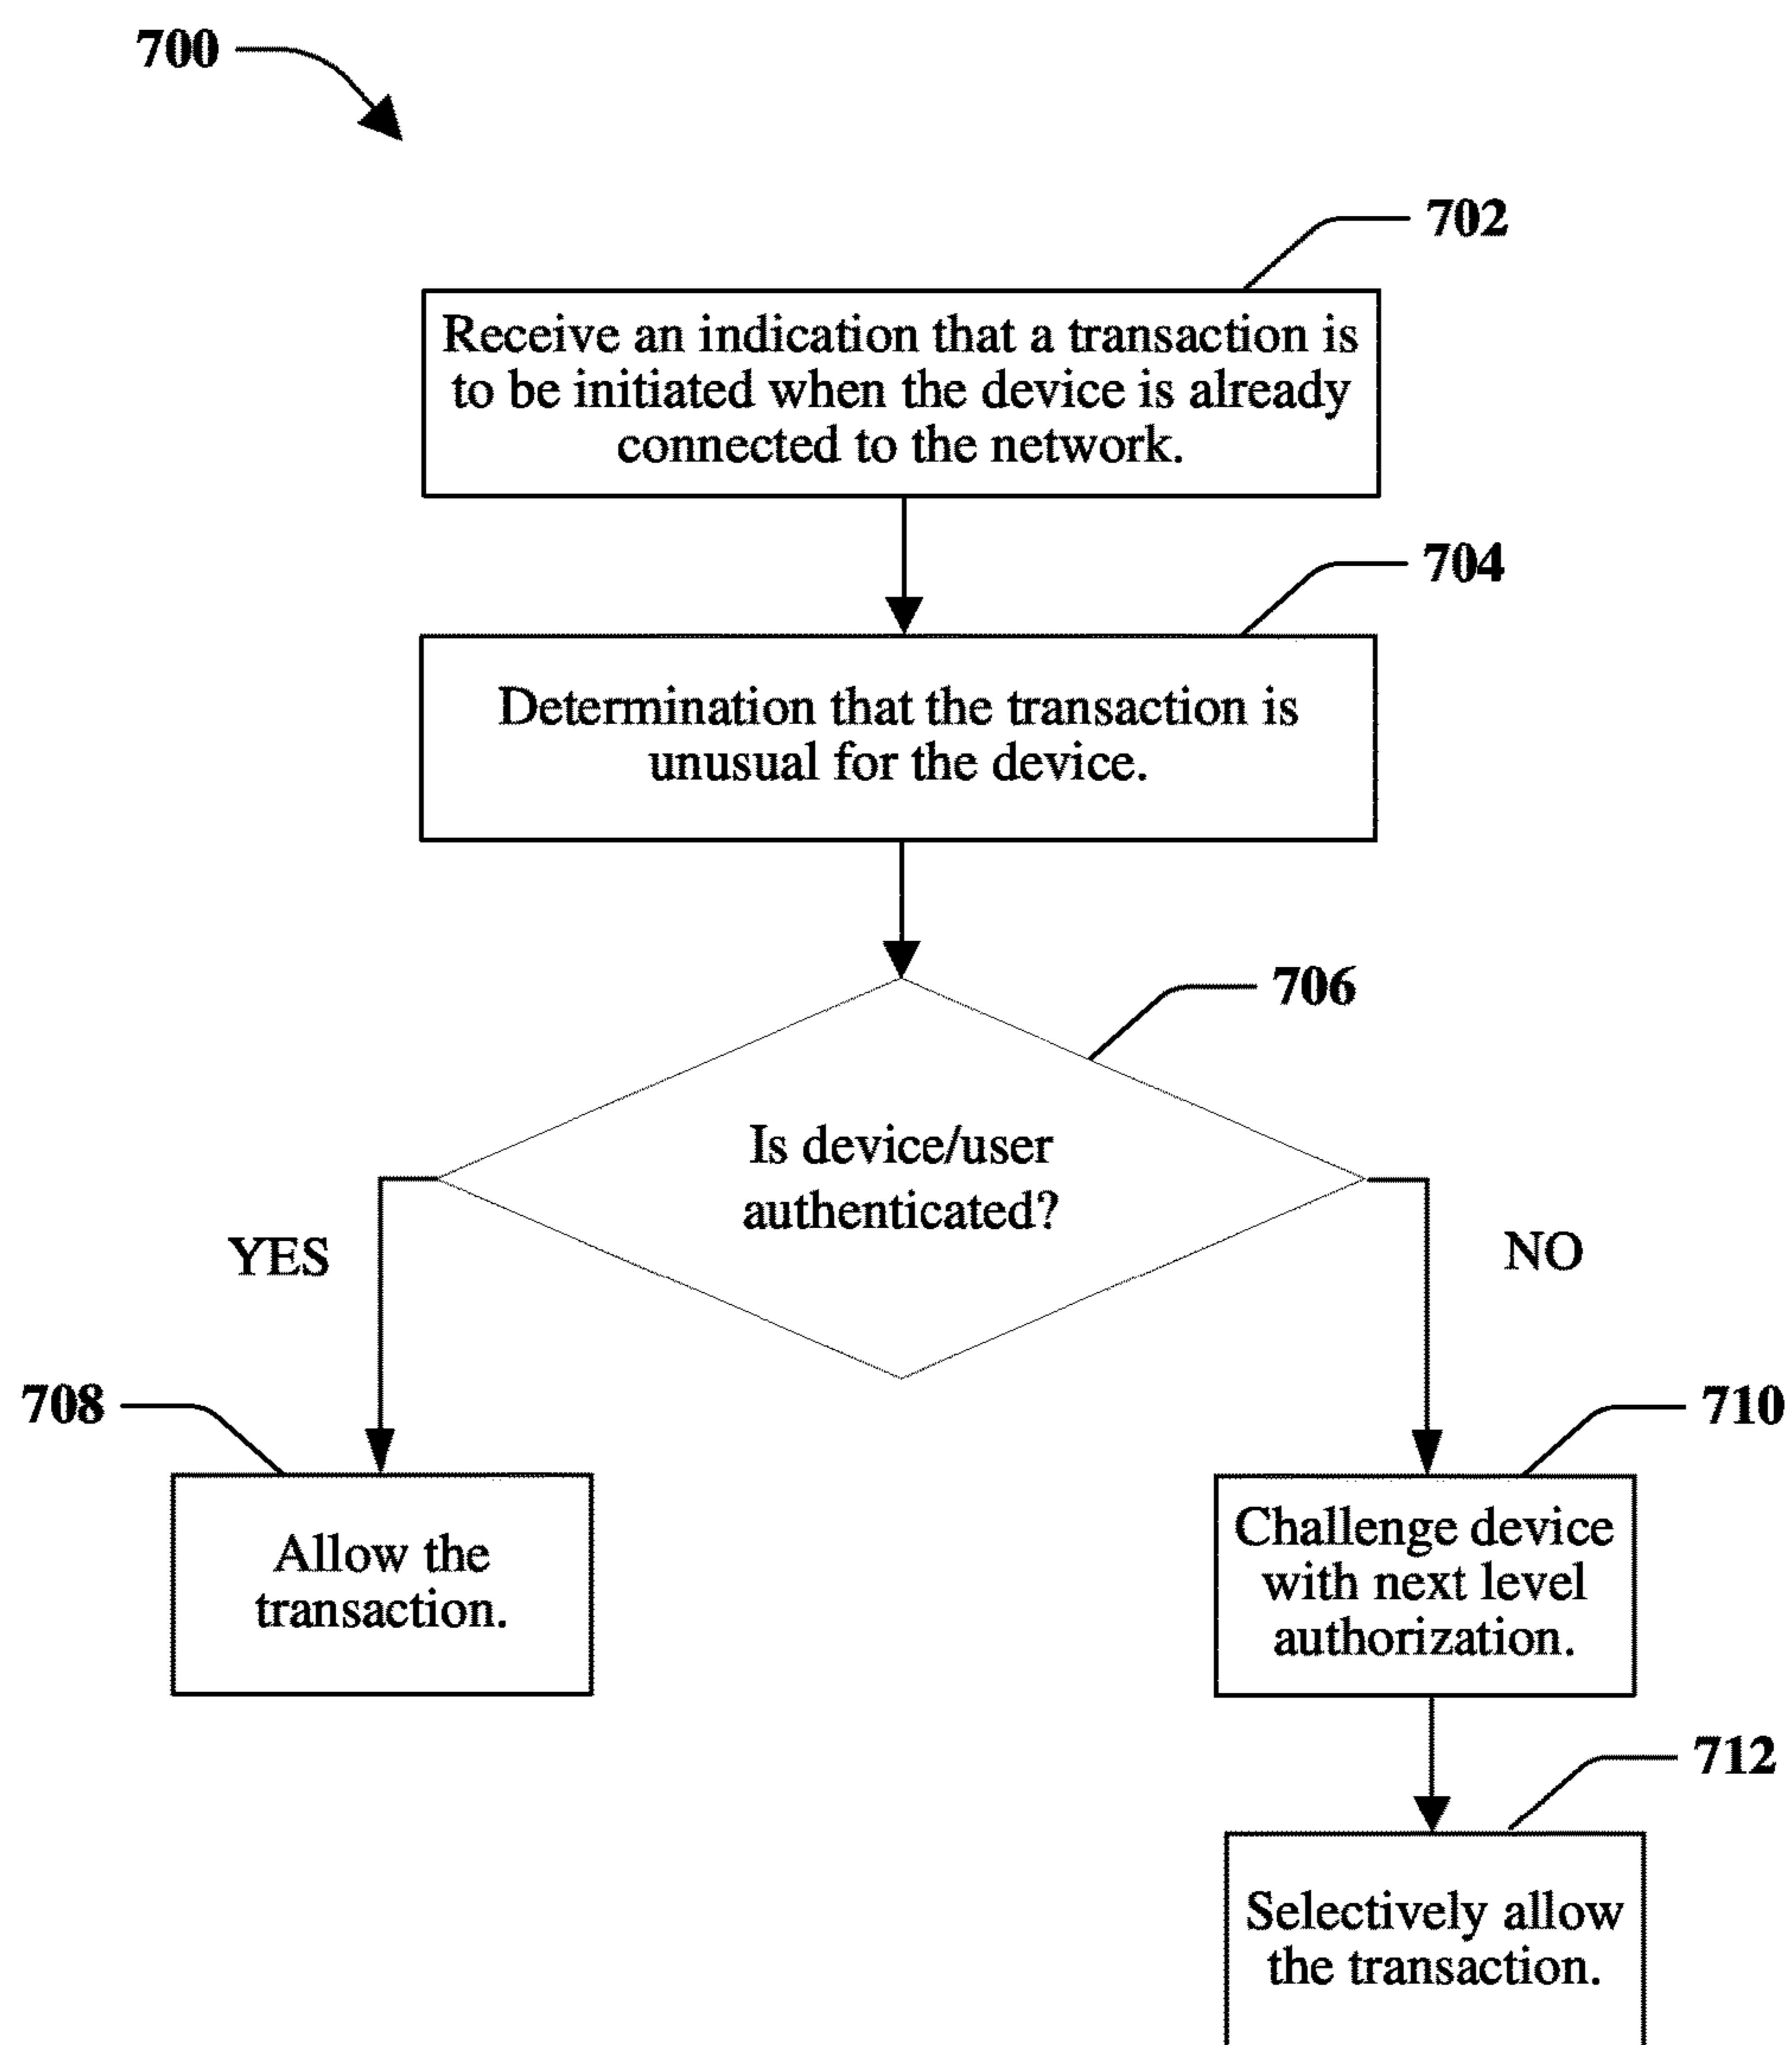 700
702
Receive an indication that a transaction is
to be initiated when the device is already
connected to the network.
704
Determination that the transaction is
unusual for the device.
706
Is device/user
authenticated?
YES
NO
708
710
Allow the
transaction.
Challenge device
with next level
authorization.
712
Selectively allow
the transaction.